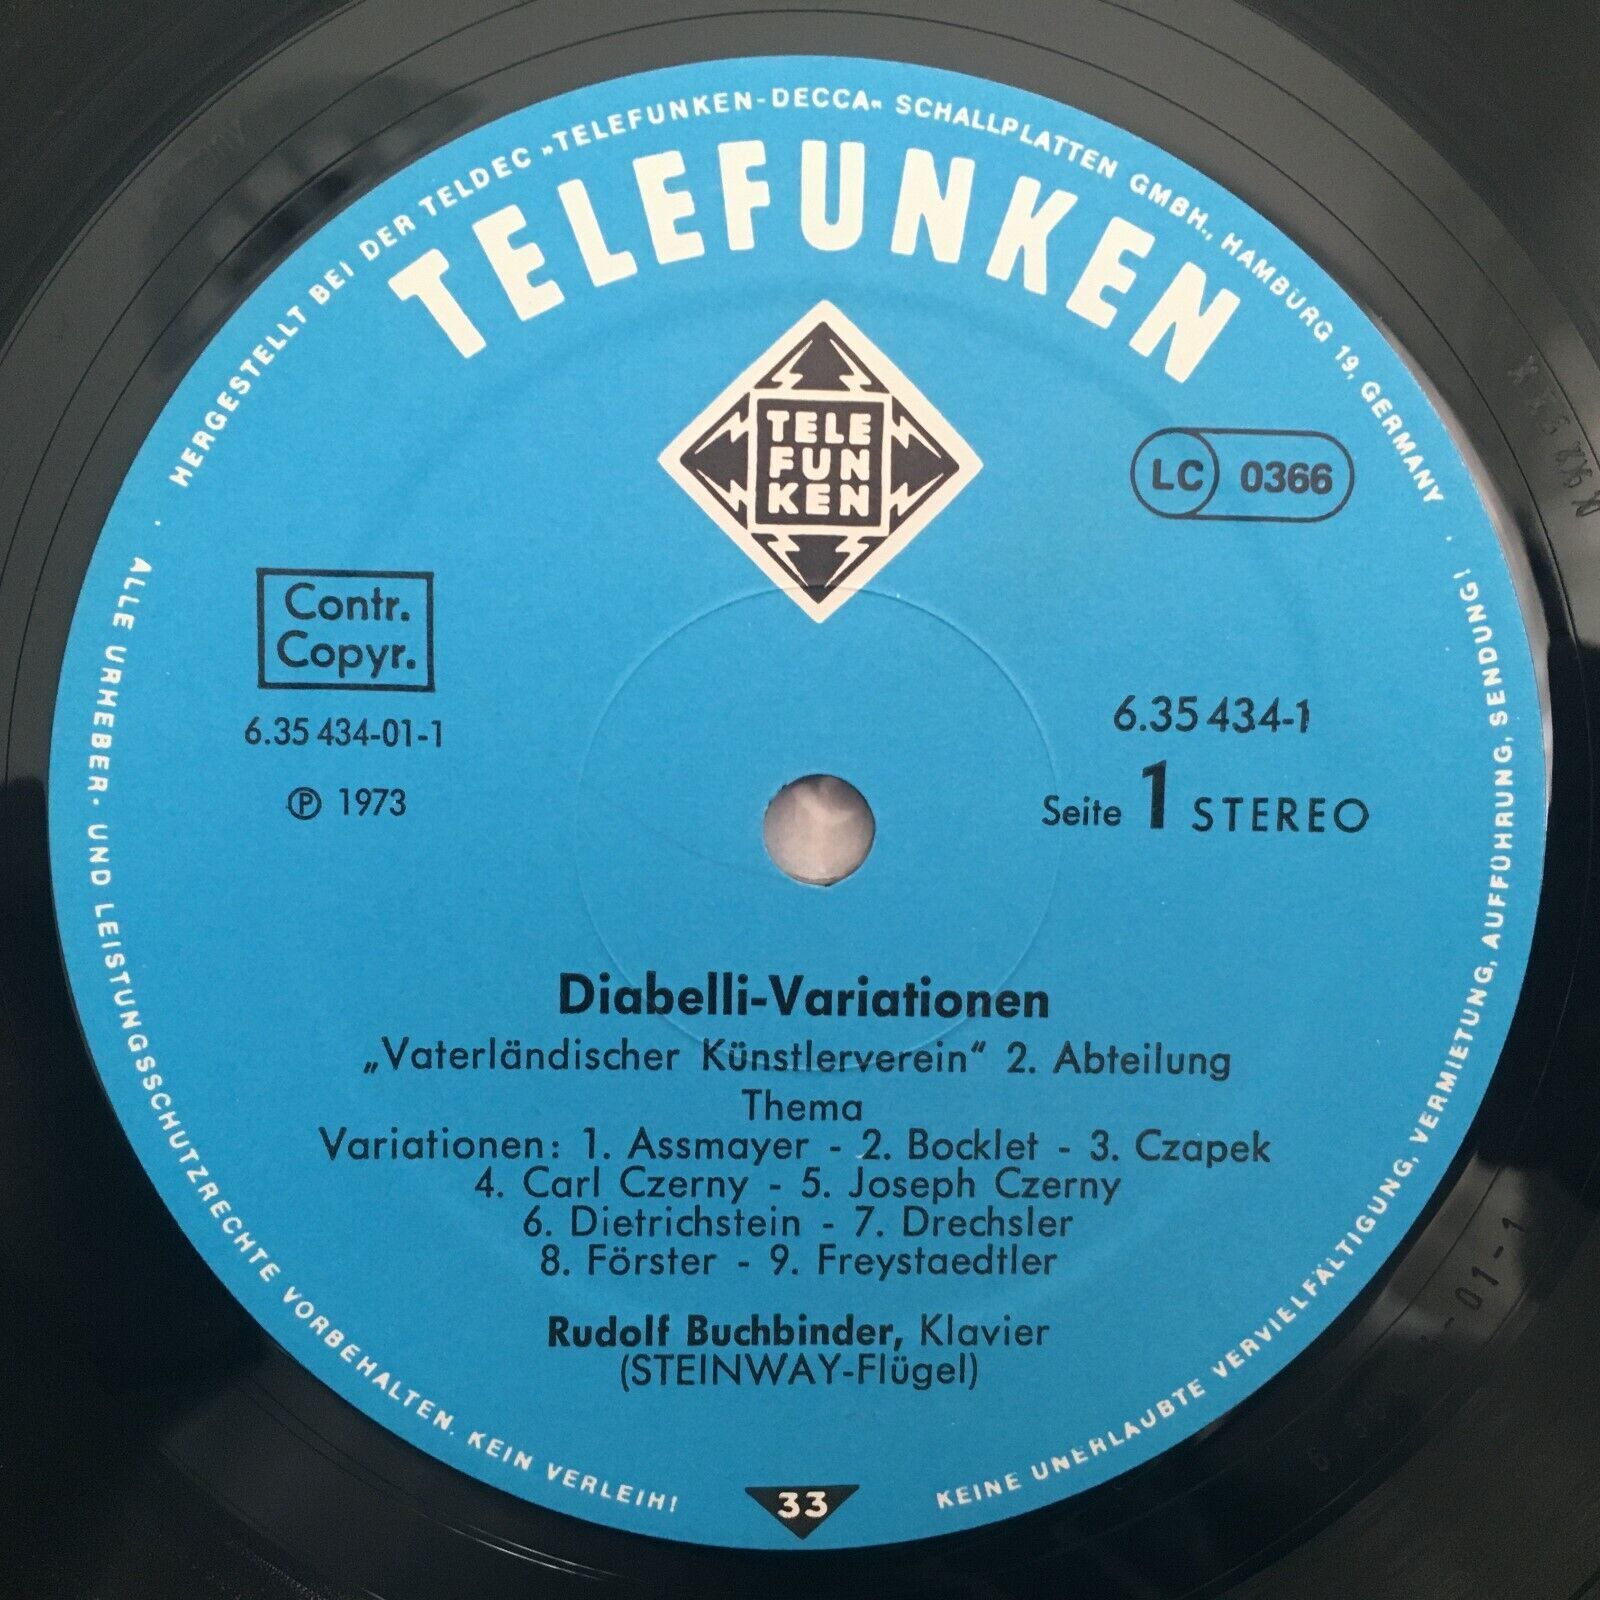 HERGESTELLT BEI DER TELDEC »TELEFUNKEN-DECCA« SCHALLPLATTEN GMBH., HAMBURG 19, GERMANY ·
TELEFUNKEN
TELE
FUN
KEN
LC 0366
Contr.
Copyr.
6.35 434-01-1
℗ 1973
6.35 434-1
Seite 1 STEREO
Diabelli-Variationen
„Vaterländischer Künstlerverein“ 2. Abteilung
Thema
Variationen: 1. Assmayer - 2. Bocklet - 3. Czapek
4. Carl Czerny - 5. Joseph Czerny
6. Dietrichstein - 7. Drechsler
8. Förster - 9. Freystaedtler
Rudolf Buchbinder, Klavier
(STEINWAY-Flügel)
33
· ALLE URHEBER- UND LEISTUNGSSCHUTZRECHTE VORBEHALTEN. KEIN VERLEIH!
KEINE UNERLAUBTE VERVIELFÄLTIGUNG, VERMIETUNG, AUFFÜHRUNG, SENDUNG!